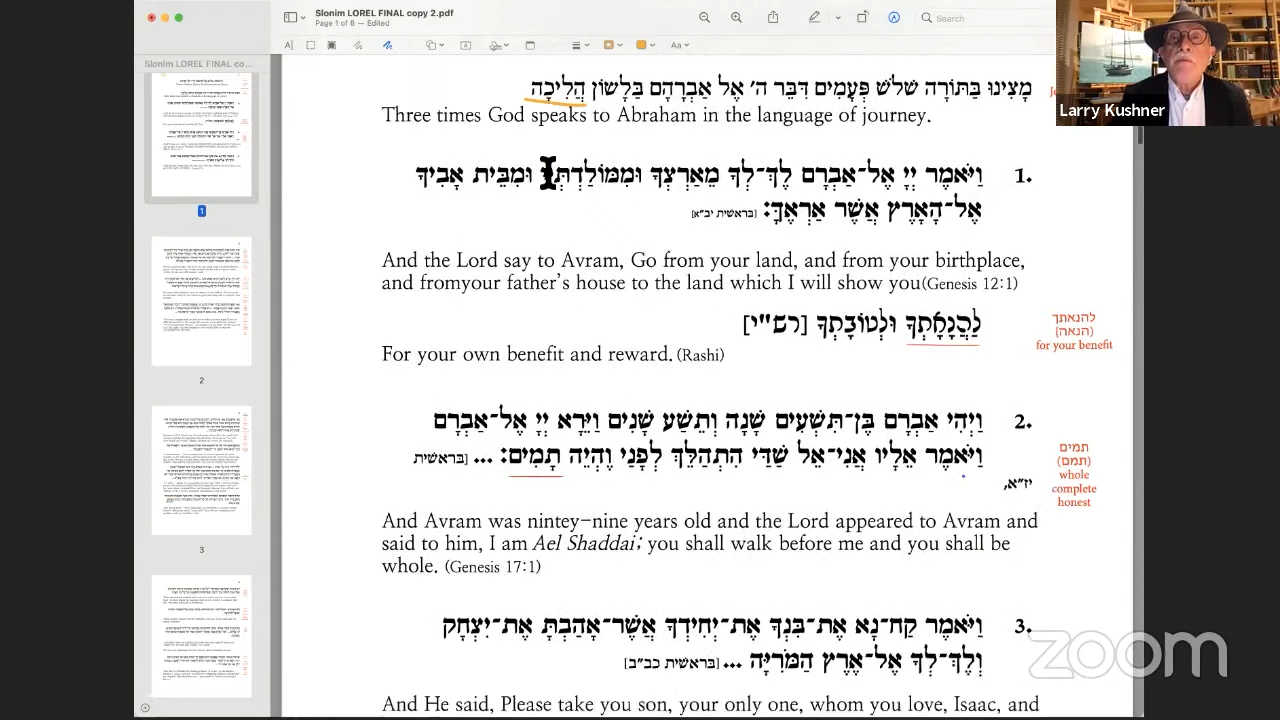 Slonim LOREL FINAL copy 2.pdf
Page 1 of 6 — Edited
Search
Slonim LOREL FINAL co...
Larry Kushner
מָצִינוּ בַּתּוֹרָה שָׁלֹשׁ פְּעָמִים דִּבֵּר ה׳ אֶל אַבְרָהָם בַּלָשׁוֹן הֲלִיכָה
Three times God speaks to Abraham in the language of journey.
1. וַיֹּאמֶר יְיָ אֶל־אַבְרָם לֶךְ־לְךָ מֵאַרְצְךָ וּמִמּוֹלַדְתְּךָ וּמִבֵּית אָבִיךָ
אֶל־הָאָרֶץ אֲשֶׁר אַרְאֶךָּ׃ [בראשית יב״א]
And the Lord say to Avram, Go from your land, and from your birthplace,
and fromyour father's house to the land which I will show you(Genesis 12:1)
לַהֲנָאָתְךָ וּלְטוֹבָתְךָ [רש״י]
להנאתך
(הנאה)
for your benefit
For your own benefit and reward. (Rashi)
2. וַיְהִי אַבְרָם בֶּן־תִּשְׁעִים שָׁנָה וְתֵשַׁע שָׁנִים וַיֵּרָא יְיָ אֶל־אַבְרָם
וַיֹּאמֶר אֵלָיו אֲנִי־אֵל שַׁדַּי הִתְהַלֵּךְ לְפָנַי וֶהְיֵה תָמִים׃ ... [בראשית
יז״א,
תמים
(תמם)
whole
complete
honest
And Avram was nintey-nine years old and the Lord appeared to Avram and
said to him, I am Ael Shaddai; you shall walk before me and you shall be
whole. (Genesis 17:1)
3. וַיֹּאמֶר קַח־נָא אֶת־בִּנְךָ אֶת־יְחִידְךָ אֲשֶׁר־אָהַבְתָּ אֶת־יִצְחָק
וְלֶךְ־לְךָ אֶל־אֶרֶץ הַמֹּרִיָּה ... [בראשית כב״ב]
And He said, Please take you son, your only one, whom you love, Isaac, and
1
2
3
zoom